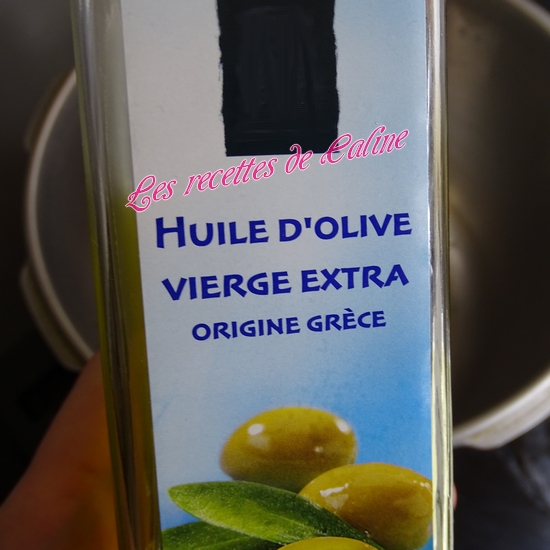 Les recettes de Caline
HUILE D'OLIVE
VIERGE EXTRA
ORIGINE GRÈCE